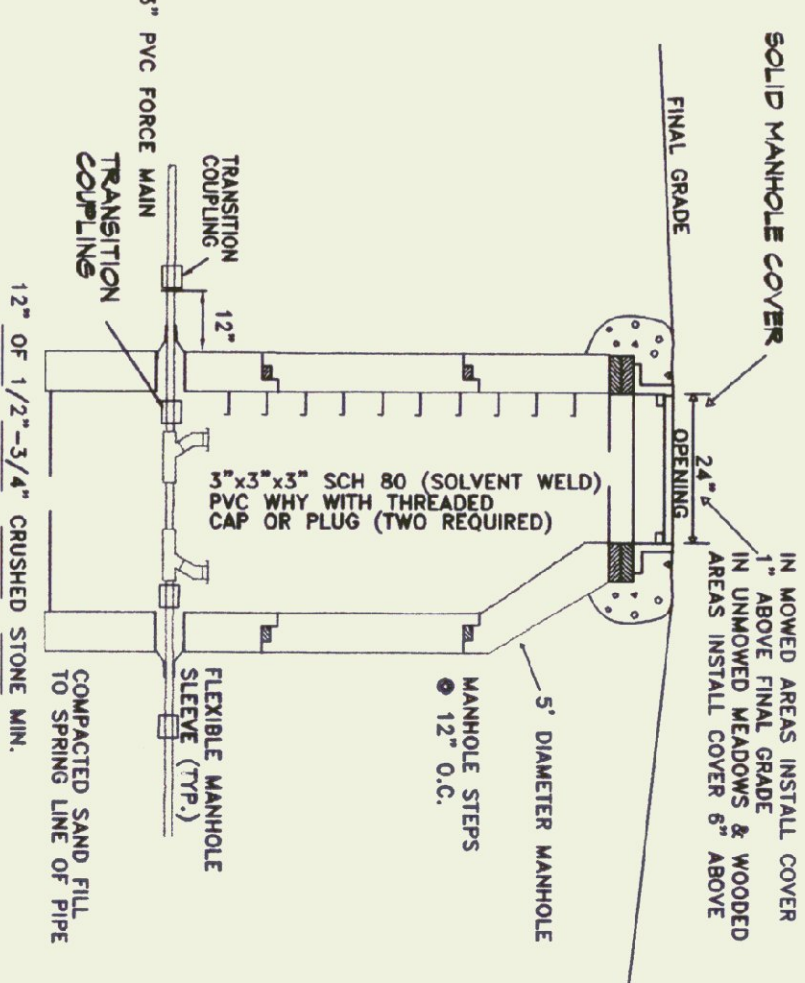 SOLID MANHOLE COVER
FINAL GRADE
24"
OPENING
IN MOWED AREAS INSTALL COVER
1" ABOVE FINAL GRADE
IN UNMOWED MEADOWS & WOODED
AREAS INSTALL COVER 6" ABOVE
5' DIAMETER MANHOLE
MANHOLE STEPS
@ 12" O.C.
3"x3"x3" SCH 80 (SOLVENT WELD)
PVC WHY WITH THREADED
CAP OR PLUG (TWO REQUIRED)
TRANSITION
COUPLING
12"
3" PVC FORCE MAIN
TRANSITION
COUPLING
FLEXIBLE MANHOLE
SLEEVE (TYP.)
COMPACTED SAND FILL
TO SPRING LINE OF PIPE
12" OF 1/2"-3/4" CRUSHED STONE MIN.